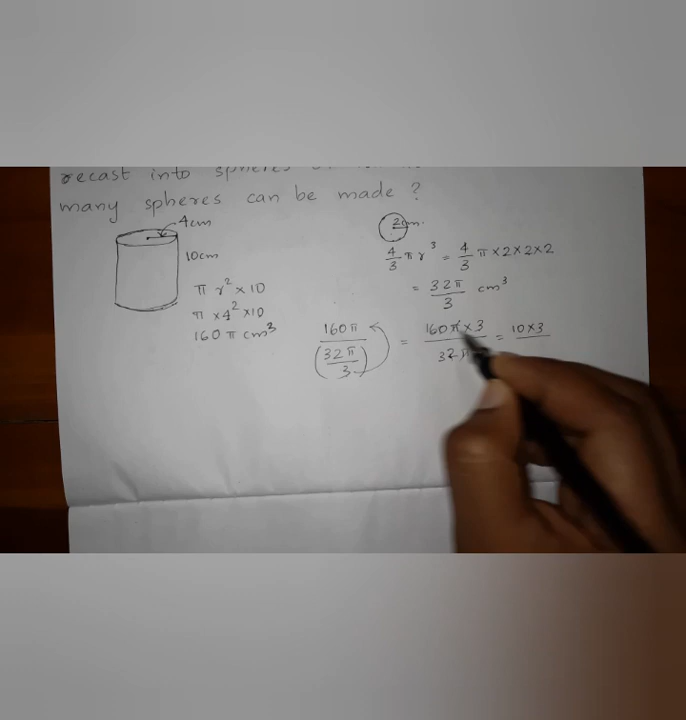 recast into spheres
many spheres can be made ?
4cm
10cm
π r² × 10
π × 4² × 10
160 π cm³
2cm.
4/3 π r³ = 4/3 π × 2 × 2 × 2
= 32π/3 cm³
160π / (32π/3) = 160π × 3 / 32π = 10 × 3